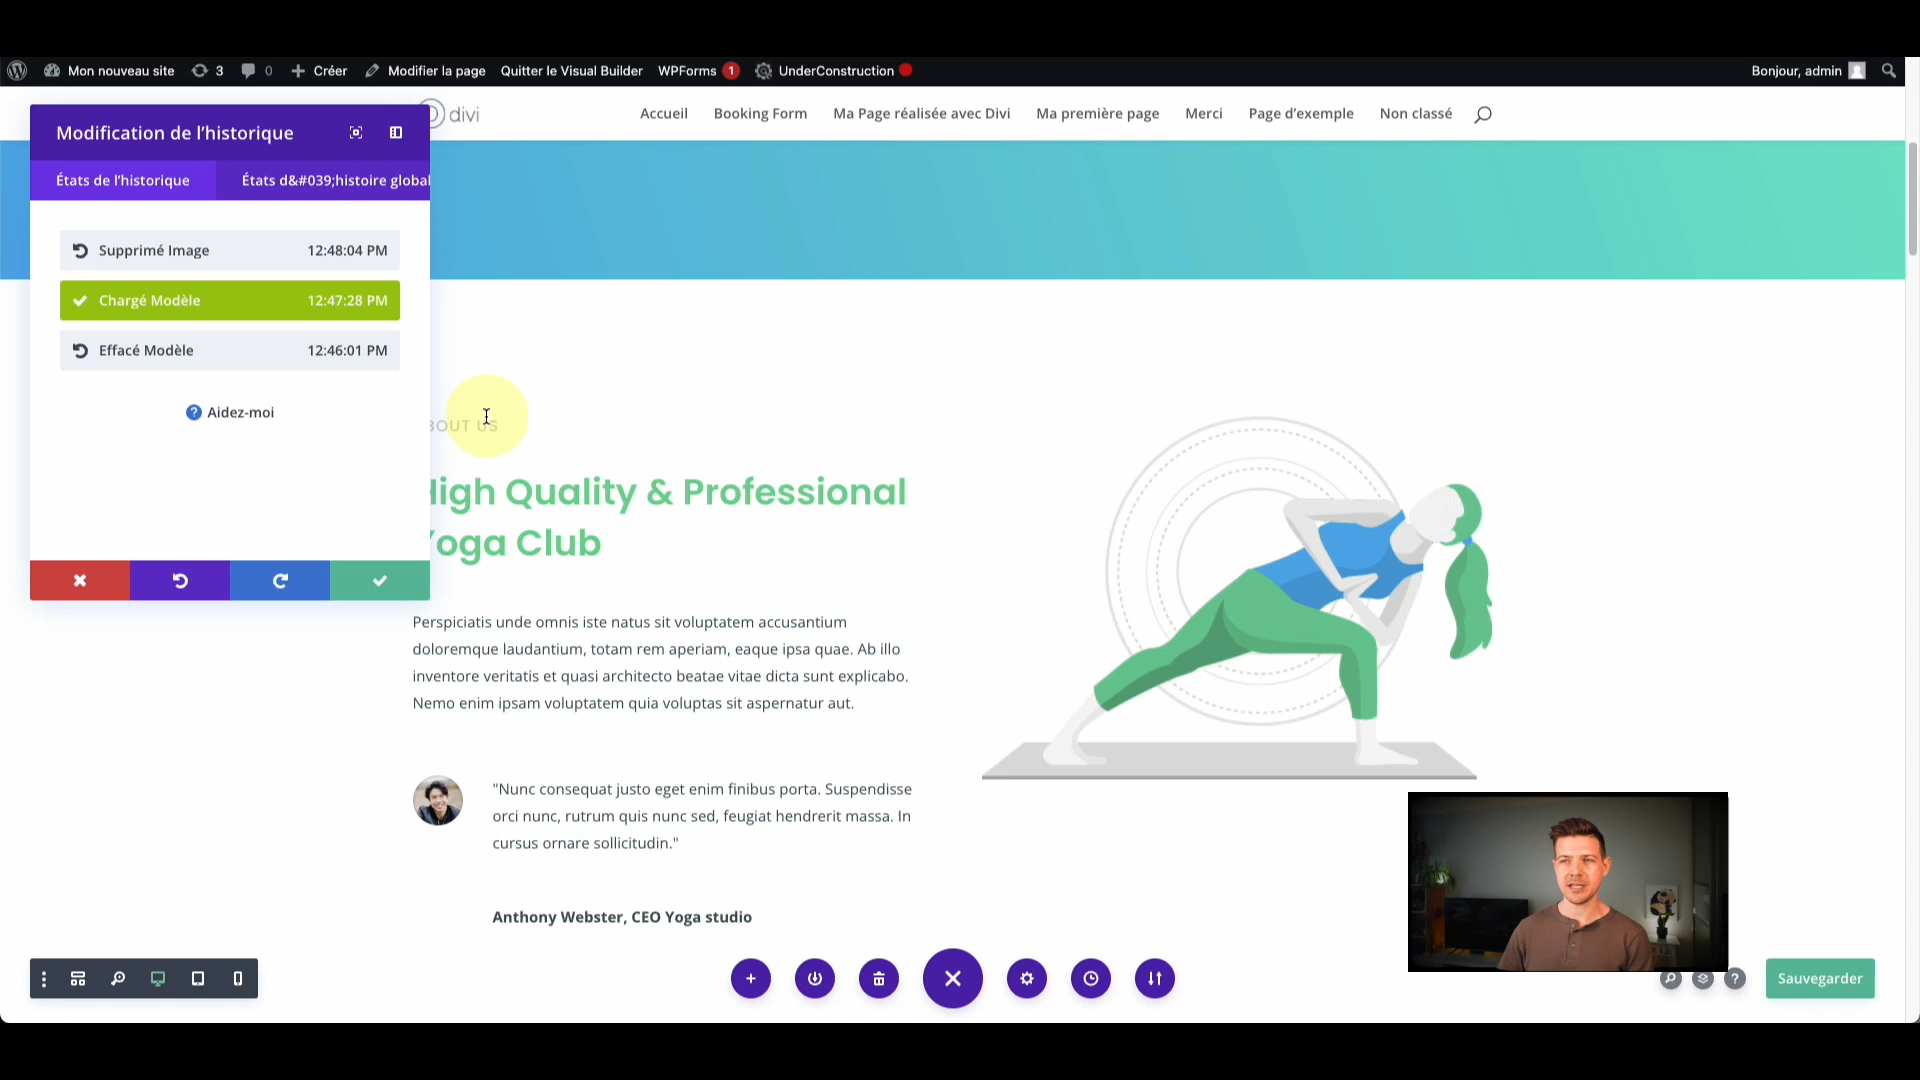 Mon nouveau site 3 0 Créer Modifier la page Quitter le Visual Builder WPForms 1 UnderConstruction Bonjour, admin
divi Accueil Booking Form Ma Page réalisée avec Divi Ma première page Merci Page d’exemple Non classé
Modification de l’historique
États de l’historique États d&#039;histoire global
Supprimé Image 12:48:04 PM
Chargé Modèle 12:47:28 PM
Effacé Modèle 12:46:01 PM
? Aidez-moi
BOUT US
High Quality & Professional
Yoga Club
Perspiciatis unde omnis iste natus sit voluptatem accusantium
doloremque laudantium, totam rem aperiam, eaque ipsa quae. Ab illo
inventore veritatis et quasi architecto beatae vitae dicta sunt explicabo.
Nemo enim ipsam voluptatem quia voluptas sit aspernatur aut.
"Nunc consequat justo eget enim finibus porta. Suspendisse
orci nunc, rutrum quis nunc sed, feugiat hendrerit massa. In
cursus ornare sollicitudin."
Anthony Webster, CEO Yoga studio
? Sauvegarder